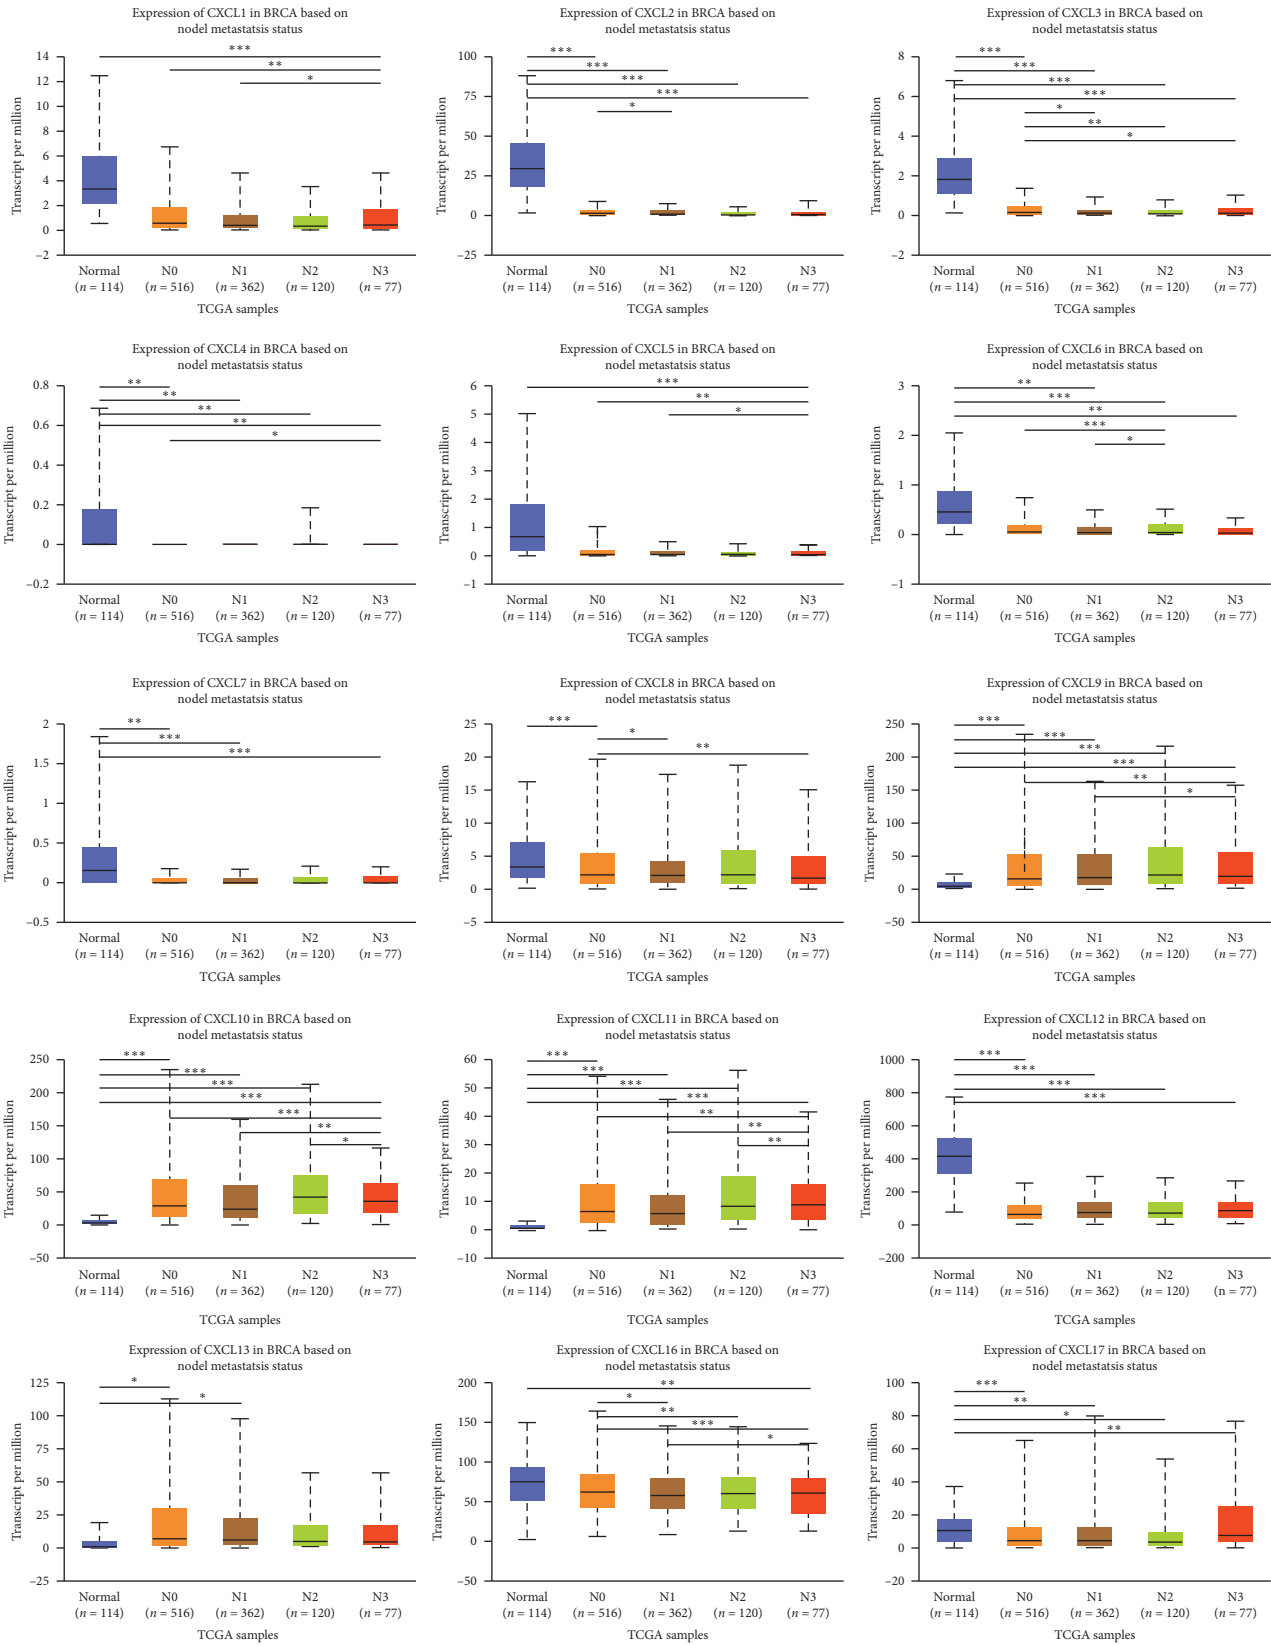 Expression of CXCL1 in BRCA based on
nodel metastatsis status
Transcript per million
14
12
10
8
6
4
2
0
–2
***
**
*
Normal N0 N1 N2 N3
(n = 114) (n = 516) (n = 362) (n = 120) (n = 77)
TCGA samples
Expression of CXCL2 in BRCA based on
nodel metastatsis status
Transcript per million
100
75
50
25
0
–25
***
***
***
***
*
Normal N0 N1 N2 N3
(n = 114) (n = 516) (n = 362) (n = 120) (n = 77)
TCGA samples
Expression of CXCL3 in BRCA based on
nodel metastatsis status
Transcript per million
8
6
4
2
0
–2
***
***
***
***
*
**
*
Normal N0 N1 N2 N3
(n = 114) (n = 516) (n = 362) (n = 120) (n = 77)
TCGA samples
Expression of CXCL4 in BRCA based on
nodel metastatsis status
Transcript per million
0.8
0.6
0.4
0.2
0
–0.2
**
**
**
**
*
Normal N0 N1 N2 N3
(n = 114) (n = 516) (n = 362) (n = 120) (n = 77)
TCGA samples
Expression of CXCL5 in BRCA based on
nodel metastatsis status
Transcript per million
6
5
4
3
2
1
0
–1
***
**
*
Normal N0 N1 N2 N3
(n = 114) (n = 516) (n = 362) (n = 120) (n = 77)
TCGA samples
Expression of CXCL6 in BRCA based on
nodel metastatsis status
Transcript per million
3
2
1
0
–1
**
***
**
***
*
Normal N0 N1 N2 N3
(n = 114) (n = 516) (n = 362) (n = 120) (n = 77)
TCGA samples
Expression of CXCL7 in BRCA based on
nodel metastatsis status
Transcript per million
2
1.5
1
0.5
0
–0.5
**
***
***
Normal N0 N1 N2 N3
(n = 114) (n = 516) (n = 362) (n = 120) (n = 77)
TCGA samples
Expression of CXCL8 in BRCA based on
nodel metastatsis status
Transcript per million
25
20
15
10
5
0
–5
***
*
**
Normal N0 N1 N2 N3
(n = 114) (n = 516) (n = 362) (n = 120) (n = 77)
TCGA samples
Expression of CXCL9 in BRCA based on
nodel metastatsis status
Transcript per million
250
200
150
100
50
0
–50
***
***
***
***
**
*
Normal N0 N1 N2 N3
(n = 114) (n = 516) (n = 362) (n = 120) (n = 77)
TCGA samples
Expression of CXCL10 in BRCA based on
nodel metastatsis status
Transcript per million
250
200
150
100
50
0
–50
***
***
***
***
***
**
*
Normal N0 N1 N2 N3
(n = 114) (n = 516) (n = 362) (n = 120) (n = 77)
TCGA samples
Expression of CXCL11 in BRCA based on
nodel metastatsis status
Transcript per million
60
50
40
30
20
10
0
–10
***
***
***
***
**
**
**
Normal N0 N1 N2 N3
(n = 114) (n = 516) (n = 362) (n = 120) (n = 77)
TCGA samples
Expression of CXCL12 in BRCA based on
nodel metastatsis status
Transcript per million
1000
800
600
400
200
0
–200
***
***
***
***
Normal N0 N1 N2 N3
(n = 114) (n = 516) (n = 362) (n = 120) (n = 77)
TCGA samples
Expression of CXCL13 in BRCA based on
nodel metastatsis status
Transcript per million
125
100
75
50
25
0
–25
*
*
Normal N0 N1 N2 N3
(n = 114) (n = 516) (n = 362) (n = 120) (n = 77)
TCGA samples
Expression of CXCL16 in BRCA based on
nodel metastatsis status
Transcript per million
200
150
100
50
0
–50
**
*
**
***
*
Normal N0 N1 N2 N3
(n = 114) (n = 516) (n = 362) (n = 120) (n = 77)
TCGA samples
Expression of CXCL17 in BRCA based on
nodel metastatsis status
Transcript per million
100
80
60
40
20
0
–20
***
**
*
**
Normal N0 N1 N2 N3
(n = 114) (n = 516) (n = 362) (n = 120) (n = 77)
TCGA samples